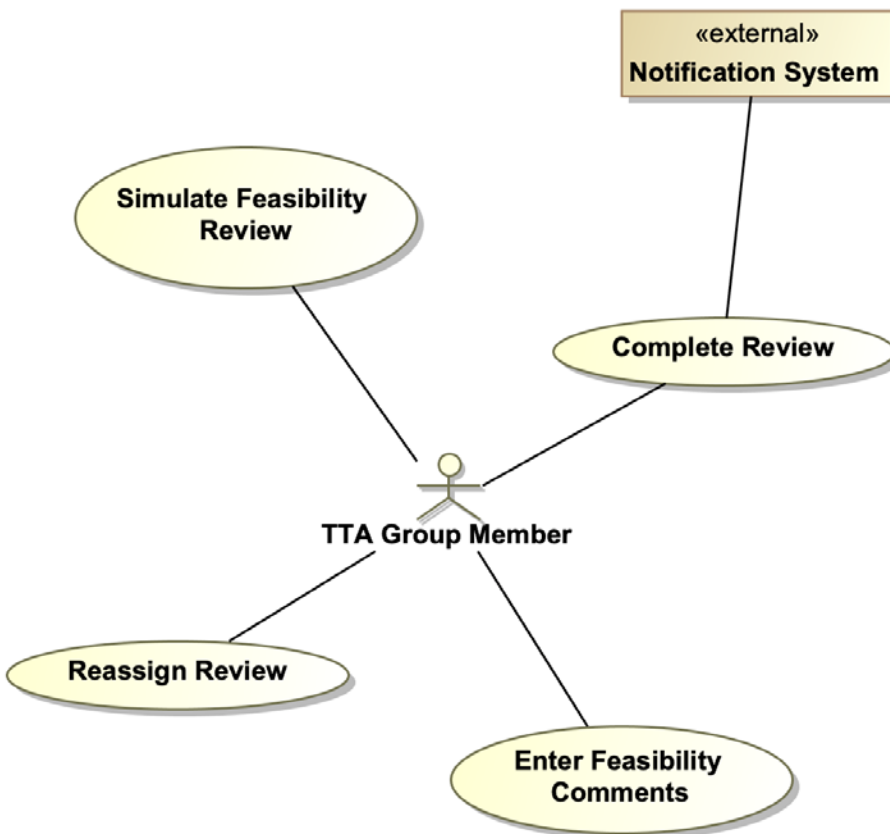 «external»
Notification System
Simulate Feasibility
Review
Complete Review
TTA Group Member
Reassign Review
Enter Feasibility
Comments